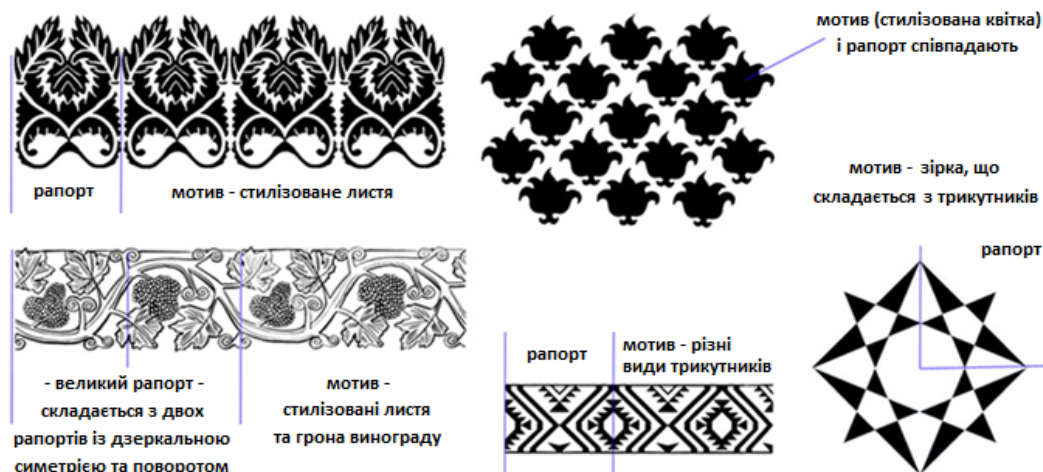 мотив (стилізована квітка)
і рапорт співпадають
рапорт
мотив - стилізоване листя
мотив - зірка, що
складається з трикутників
рапорт
- великий рапорт -
складається з двох
рапортів із дзеркальною
симетрією та поворотом
мотив -
стилізовані листя
та грона винограду
рапорт
мотив - різні
види трикутників